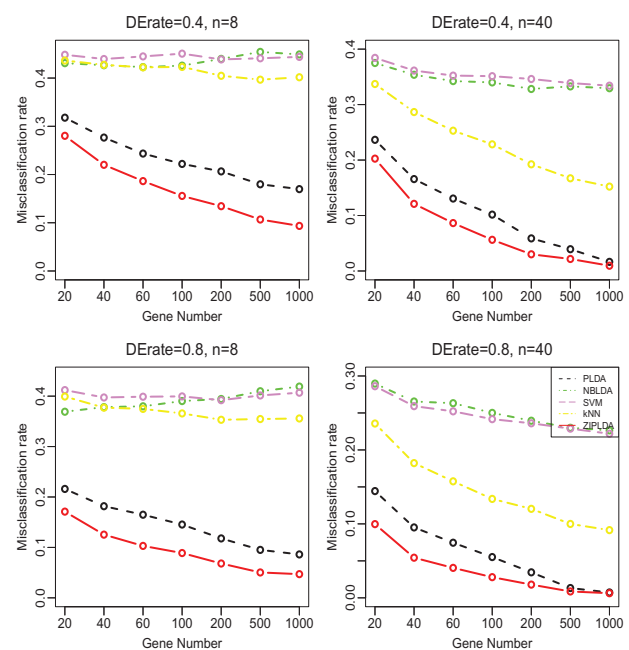 DErate=0.4, n=8
Misclassification rate
0.0 0.1 0.2 0.3 0.4
20 40 60 100 200 500 1000
Gene Number
DErate=0.4, n=40
Misclassification rate
0.0 0.1 0.2 0.3 0.4
20 40 60 100 200 500 1000
Gene Number
DErate=0.8, n=8
Misclassification rate
0.0 0.1 0.2 0.3 0.4
20 40 60 100 200 500 1000
Gene Number
DErate=0.8, n=40
Misclassification rate
0.00 0.10 0.20 0.30
20 40 60 100 200 500 1000
Gene Number
PLDA
NBLDA
SVM
kNN
ZIPLDA